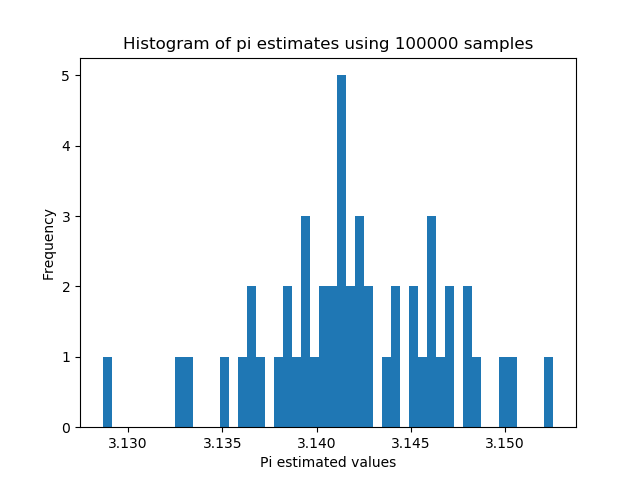 Histogram of pi estimates using 100000 samples
5
4
3
2
1
0
Frequency
3.130 3.135 3.140 3.145 3.150
Pi estimated values